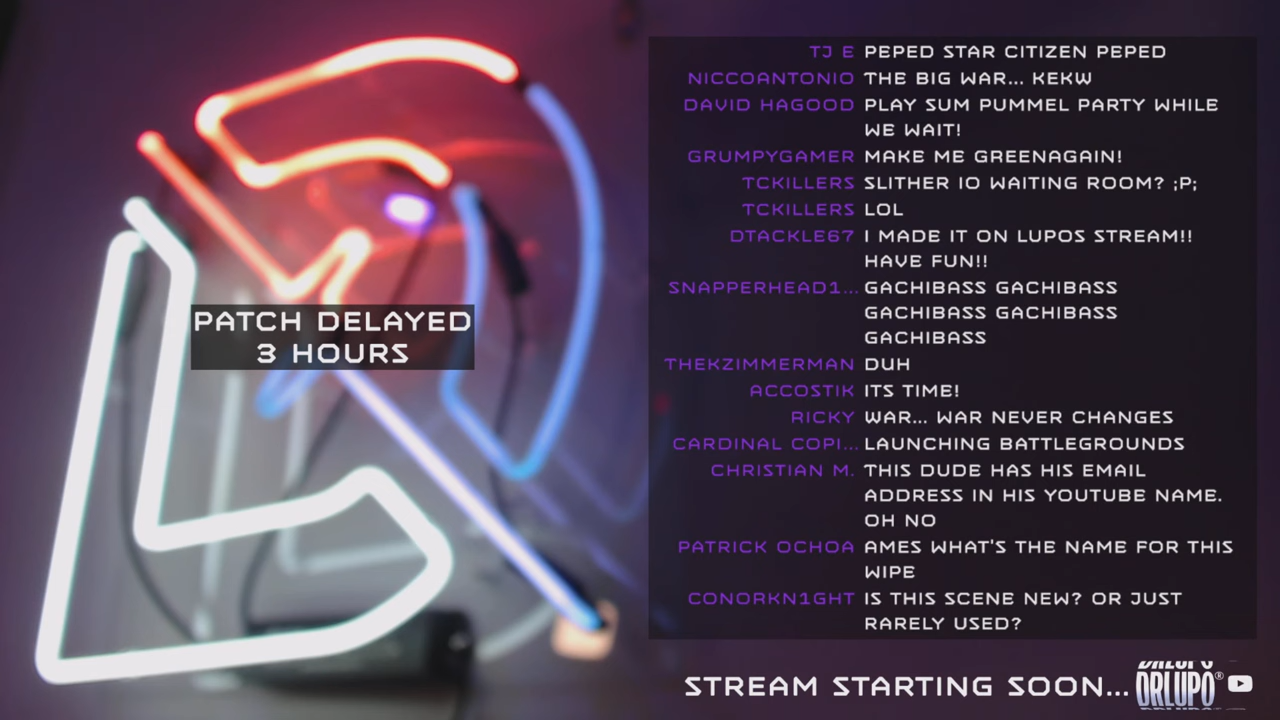 PATCH DELAYED
3 HOURS
TJ E PEPED STAR CITIZEN PEPED
NICCOANTONIO THE BIG WAR... KEKW
DAVID HAGOOD PLAY SUM PUMMEL PARTY WHILE
WE WAIT!
GRUMPYGAMER MAKE ME GREENAGAIN!
TCKILLERS SLITHER IO WAITING ROOM? ;P;
TCKILLERS LOL
DTACKLE67 I MADE IT ON LUPOS STREAM!!
HAVE FUN!!
SNAPPERHEAD1... GACHIBASS GACHIBASS
GACHIBASS GACHIBASS
GACHIBASS
THEKZIMMERMAN DUH
ACCOSTIK ITS TIME!
RICKY WAR... WAR NEVER CHANGES
CARDINAL COPI... LAUNCHING BATTLEGROUNDS
CHRISTIAN M. THIS DUDE HAS HIS EMAIL
ADDRESS IN HIS YOUTUBE NAME.
OH NO
PATRICK OCHOA AMES WHAT'S THE NAME FOR THIS
WIPE
CONORKN1GHT IS THIS SCENE NEW? OR JUST
RARELY USED?
STREAM STARTING SOON... DRLUPO®